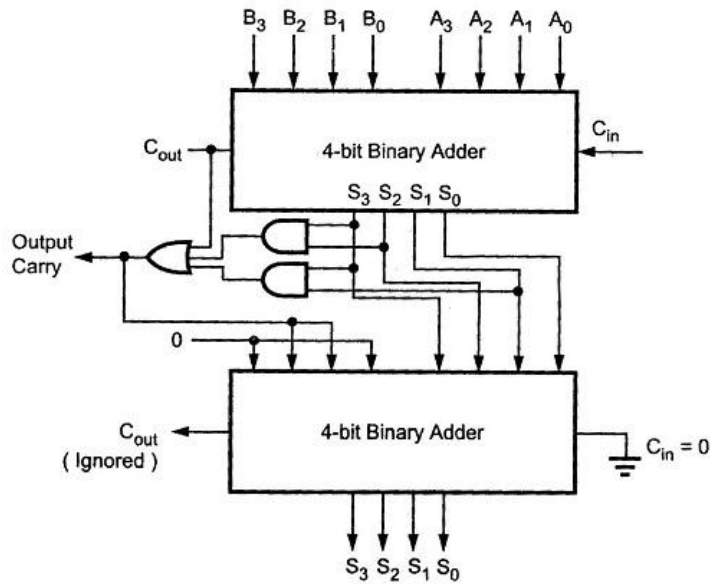 B3 B2 B1 B0 A3 A2 A1 A0
Cout
4-bit Binary Adder
Cin
S3 S2 S1 S0
Output
Carry
0
Cout
( Ignored )
4-bit Binary Adder
Cin = 0
S3 S2 S1 S0